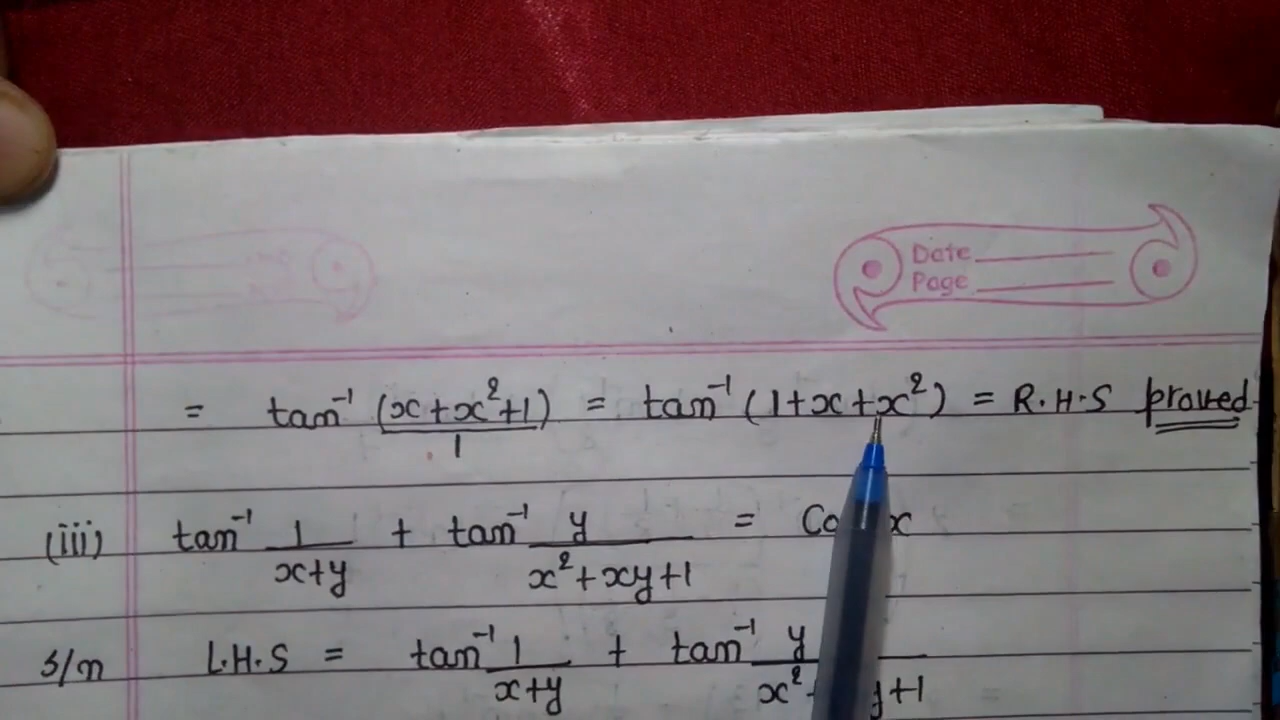 Date
Page
= tan⁻¹ (x+x²+1)/1 = tan⁻¹ (1+x+x²) = R.H.S proved
(iii) tan⁻¹ 1/(x+y) + tan⁻¹ y/(x²+xy+1) = x
s/n L.H.S = tan⁻¹ 1/(x+y) + tan⁻¹ y/(x² y+1)